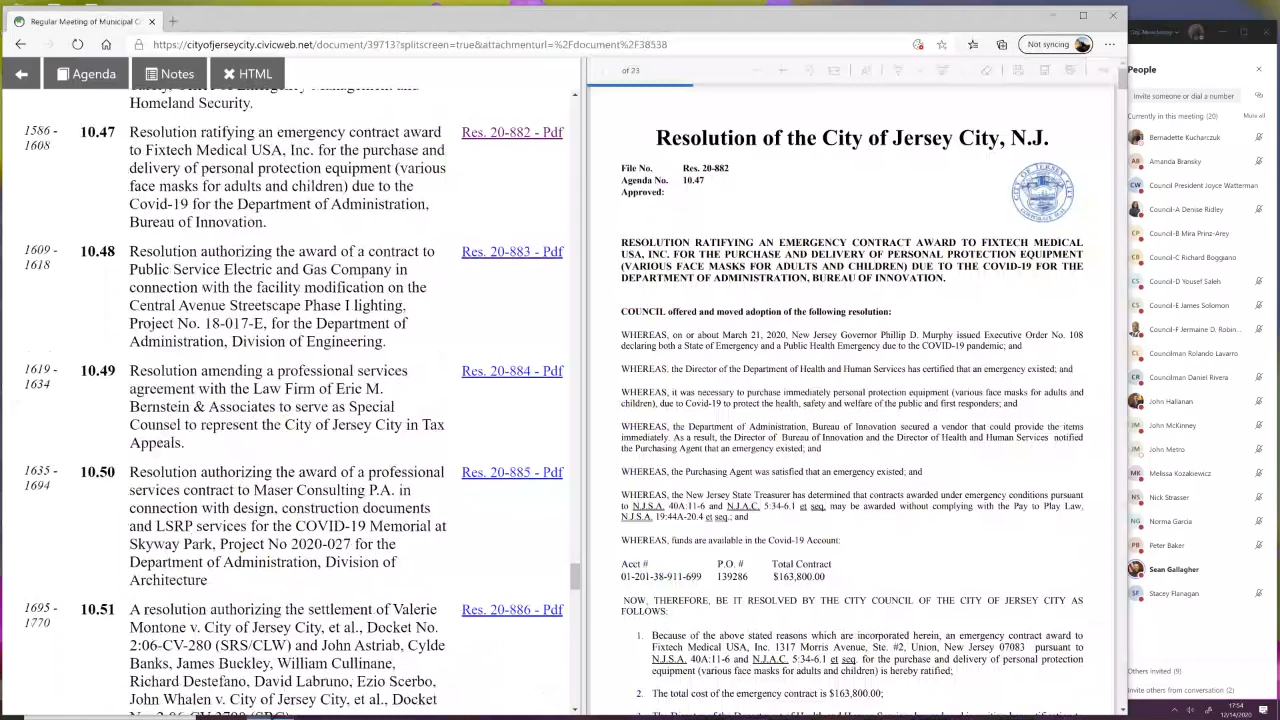 Regular Meeting of Municipal C
https://cityofjerseycity.civicweb.net/document/39713?splitscreen=true&attachmenturl=%2Fdocument%2F38538
Not syncing
Agenda
Notes
HTML
Homeland Security.
1586 - 1608
10.47
Resolution ratifying an emergency contract award
to Fixtech Medical USA, Inc. for the purchase and
delivery of personal protection equipment (various
face masks for adults and children) due to the
Covid-19 for the Department of Administration,
Bureau of Innovation.
Res. 20-882 - Pdf
1609 - 1618
10.48
Resolution authorizing the award of a contract to
Public Service Electric and Gas Company in
connection with the facility modification on the
Central Avenue Streetscape Phase I lighting,
Project No. 18-017-E, for the Department of
Administration, Division of Engineering.
Res. 20-883 - Pdf
1619 - 1634
10.49
Resolution amending a professional services
agreement with the Law Firm of Eric M.
Bernstein & Associates to serve as Special
Counsel to represent the City of Jersey City in Tax
Appeals.
Res. 20-884 - Pdf
1635 - 1694
10.50
Resolution authorizing the award of a professional
services contract to Maser Consulting P.A. in
connection with design, construction documents
and LSRP services for the COVID-19 Memorial at
Skyway Park, Project No 2020-027 for the
Department of Administration, Division of
Architecture
Res. 20-885 - Pdf
1695 - 1770
10.51
A resolution authorizing the settlement of Valerie
Montone v. City of Jersey City, et al., Docket No.
2:06-CV-280 (SRS/CLW) and John Astriab, Cylde
Banks, James Buckley, William Cullinane,
Richard Destefano, David Labruno, Ezio Scerbo,
John Whalen v. City of Jersey City, et al., Docket
Res. 20-886 - Pdf
of 23
Resolution of the City of Jersey City, N.J.
File No. Res. 20-882
Agenda No. 10.47
Approved:
RESOLUTION RATIFYING AN EMERGENCY CONTRACT AWARD TO FIXTECH MEDICAL
USA, INC. FOR THE PURCHASE AND DELIVERY OF PERSONAL PROTECTION EQUIPMENT
(VARIOUS FACE MASKS FOR ADULTS AND CHILDREN) DUE TO THE COVID-19 FOR THE
DEPARTMENT OF ADMINISTRATION, BUREAU OF INNOVATION.
COUNCIL offered and moved adoption of the following resolution:
WHEREAS, on or about March 21, 2020, New Jersey Governor Phillip D. Murphy issued Executive Order No. 108
declaring both a State of Emergency and a Public Health Emergency due to the COVID-19 pandemic; and
WHEREAS, the Director of the Department of Health and Human Services has certified that an emergency existed; and
WHEREAS, it was necessary to purchase immediately personal protection equipment (various face masks for adults and
children), due to Covid-19 to protect the health, safety and welfare of the public and first responders; and
WHEREAS, the Department of Administration, Bureau of Innovation secured a vendor that could provide the items
immediately. As a result, the Director of Bureau of Innovation and the Director of Health and Human Services notified
the Purchasing Agent that an emergency existed; and
WHEREAS, the Purchasing Agent was satisfied that an emergency existed; and
WHEREAS, the New Jersey State Treasurer has determined that contracts awarded under emergency conditions pursuant
to N.J.S.A. 40A:11-6 and N.J.A.C. 5:34-6.1 et seq. may be awarded without complying with the Pay to Play Law,
N.J.S.A. 19:44A-20.4 et seq.; and
WHEREAS, funds are available in the Covid-19 Account:
Acct # P.O. # Total Contract
01-201-38-911-699 139286 $163,800.00
NOW, THEREFORE, BE IT RESOLVED BY THE CITY COUNCIL OF THE CITY OF JERSEY CITY AS
FOLLOWS:
1. Because of the above stated reasons which are incorporated herein, an emergency contract award to
Fixtech Medical USA, Inc. 1317 Morris Avenue, Ste. #2, Union, New Jersey 07083 pursuant to
N.J.S.A. 40A:11-6 and N.J.A.C. 5:34-6.1 et seq. for the purchase and delivery of personal protection
equipment (various face masks for adults and children) is hereby ratified;
2. The total cost of the emergency contract is $163,800.00;
People
Invite someone or dial a number
Currently in this meeting (20)
Mute all
Bernadette Kucharczuk
AB Amanda Bransky
CW Council President Joyce Watterman
Council-A Denise Ridley
CP Council-B Mira Prinz-Arey
CB Council-C Richard Boggiano
CS Council-D Yousef Saleh
CS Council-E James Solomon
Council-F Jermaine D. Robin...
CL Councilman Rolando Lavarro
CR Councilman Daniel Rivera
John Hallanan
JM John McKinney
JM John Metro
MK Melissa Kozakiewicz
NS Nick Strasser
NG Norma Garcia
PB Peter Baker
Sean Gallagher
SF Stacey Flanagan
Others invited (9)
Invite others from conversation (2)
17:54
12/14/2020